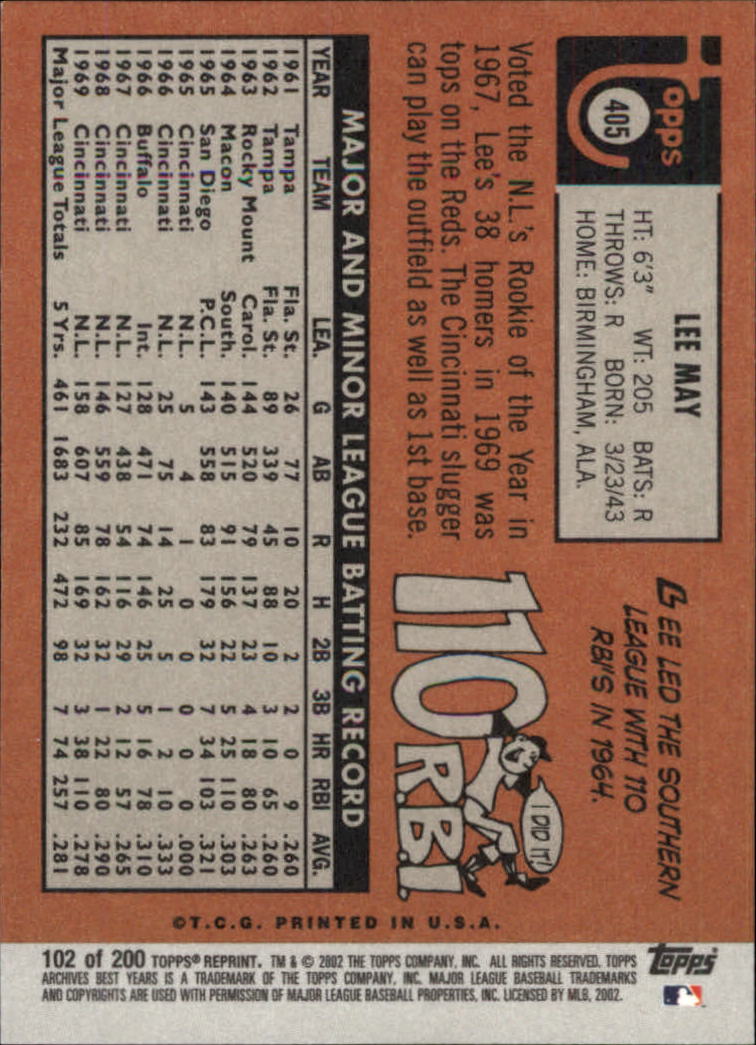 topps
405
LEE MAY
HT: 6'3" WT: 205 BATS: R
THROWS: R BORN: 3/23/43
HOME: BIRMINGHAM, ALA.
Voted the N.L.'s Rookie of the Year in
1967, Lee's 38 homers in 1969 was
tops on the Reds. The Cincinnati slugger
can play the outfield as well as 1st base.
LEE LED THE SOUTHERN
LEAGUE WITH 110
RBI'S IN 1964.
I DID IT!
110
R.B.I.
MAJOR AND MINOR LEAGUE BATTING RECORD
YEAR TEAM LEA. G AB R H 2B 3B HR RBI AVG.
1961 Tampa Fla. St. 26 77 10 20 2 2 0 9 .260
1962 Tampa Fla. St. 89 339 45 88 10 3 10 65 .260
1963 Rocky Mount Carol. 144 520 79 137 23 4 18 80 .263
1964 Macon South. 140 515 91 156 22 5 25 110 .303
1965 San Diego P.C.L. 143 558 83 179 32 7 34 103 .321
1965 Cincinnati N.L. 5 4 1 0 0 0 0 0 .000
1966 Cincinnati N.L. 25 75 14 25 5 1 2 10 .333
1966 Buffalo Int. 128 471 74 146 25 5 16 78 .310
1967 Cincinnati N.L. 127 438 54 116 29 2 12 57 .265
1968 Cincinnati N.L. 146 559 78 162 32 1 22 80 .290
1969 Cincinnati N.L. 158 607 85 169 32 3 38 110 .278
Major League Totals 5 Yrs. 461 1683 232 472 98 7 74 257 .281
©T.C.G. PRINTED IN U.S.A.
102 of 200 TOPPS® REPRINT. TM & © 2002 THE TOPPS COMPANY, INC. ALL RIGHTS RESERVED. TOPPS
ARCHIVES BEST YEARS IS A TRADEMARK OF THE TOPPS COMPANY, INC. MAJOR LEAGUE BASEBALL TRADEMARKS
AND COPYRIGHTS ARE USED WITH PERMISSION OF MAJOR LEAGUE BASEBALL PROPERTIES, INC. LICENSED BY MLB, 2002.
topps